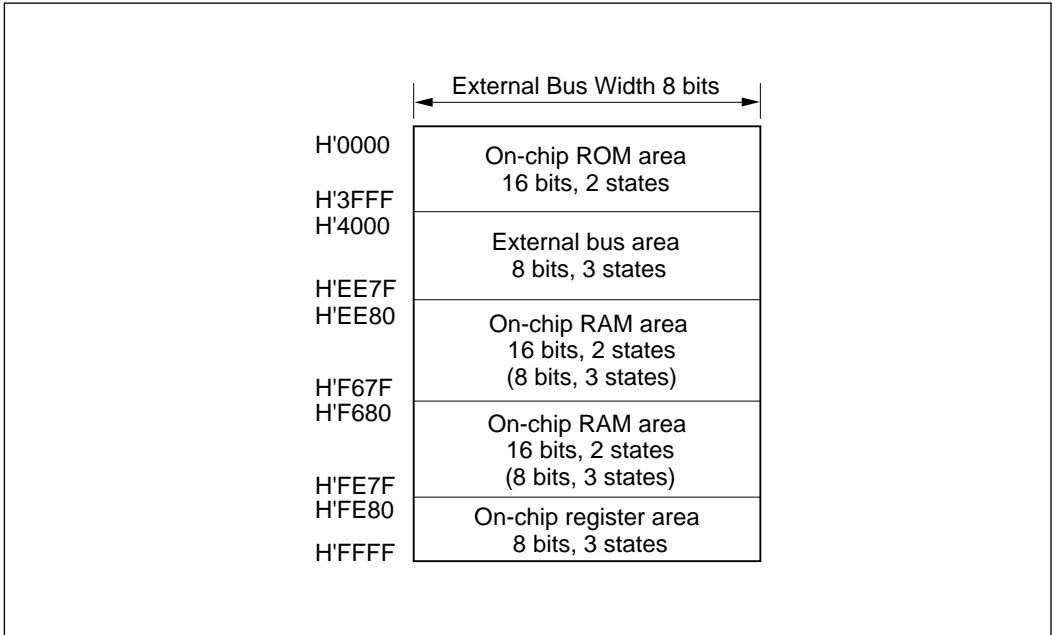 External Bus Width 8 bits
H'0000
On-chip ROM area
16 bits, 2 states
H'3FFF
H'4000
External bus area
8 bits, 3 states
H'EE7F
H'EE80
On-chip RAM area
16 bits, 2 states
(8 bits, 3 states)
H'F67F
H'F680
On-chip RAM area
16 bits, 2 states
(8 bits, 3 states)
H'FE7F
H'FE80
On-chip register area
8 bits, 3 states
H'FFFF